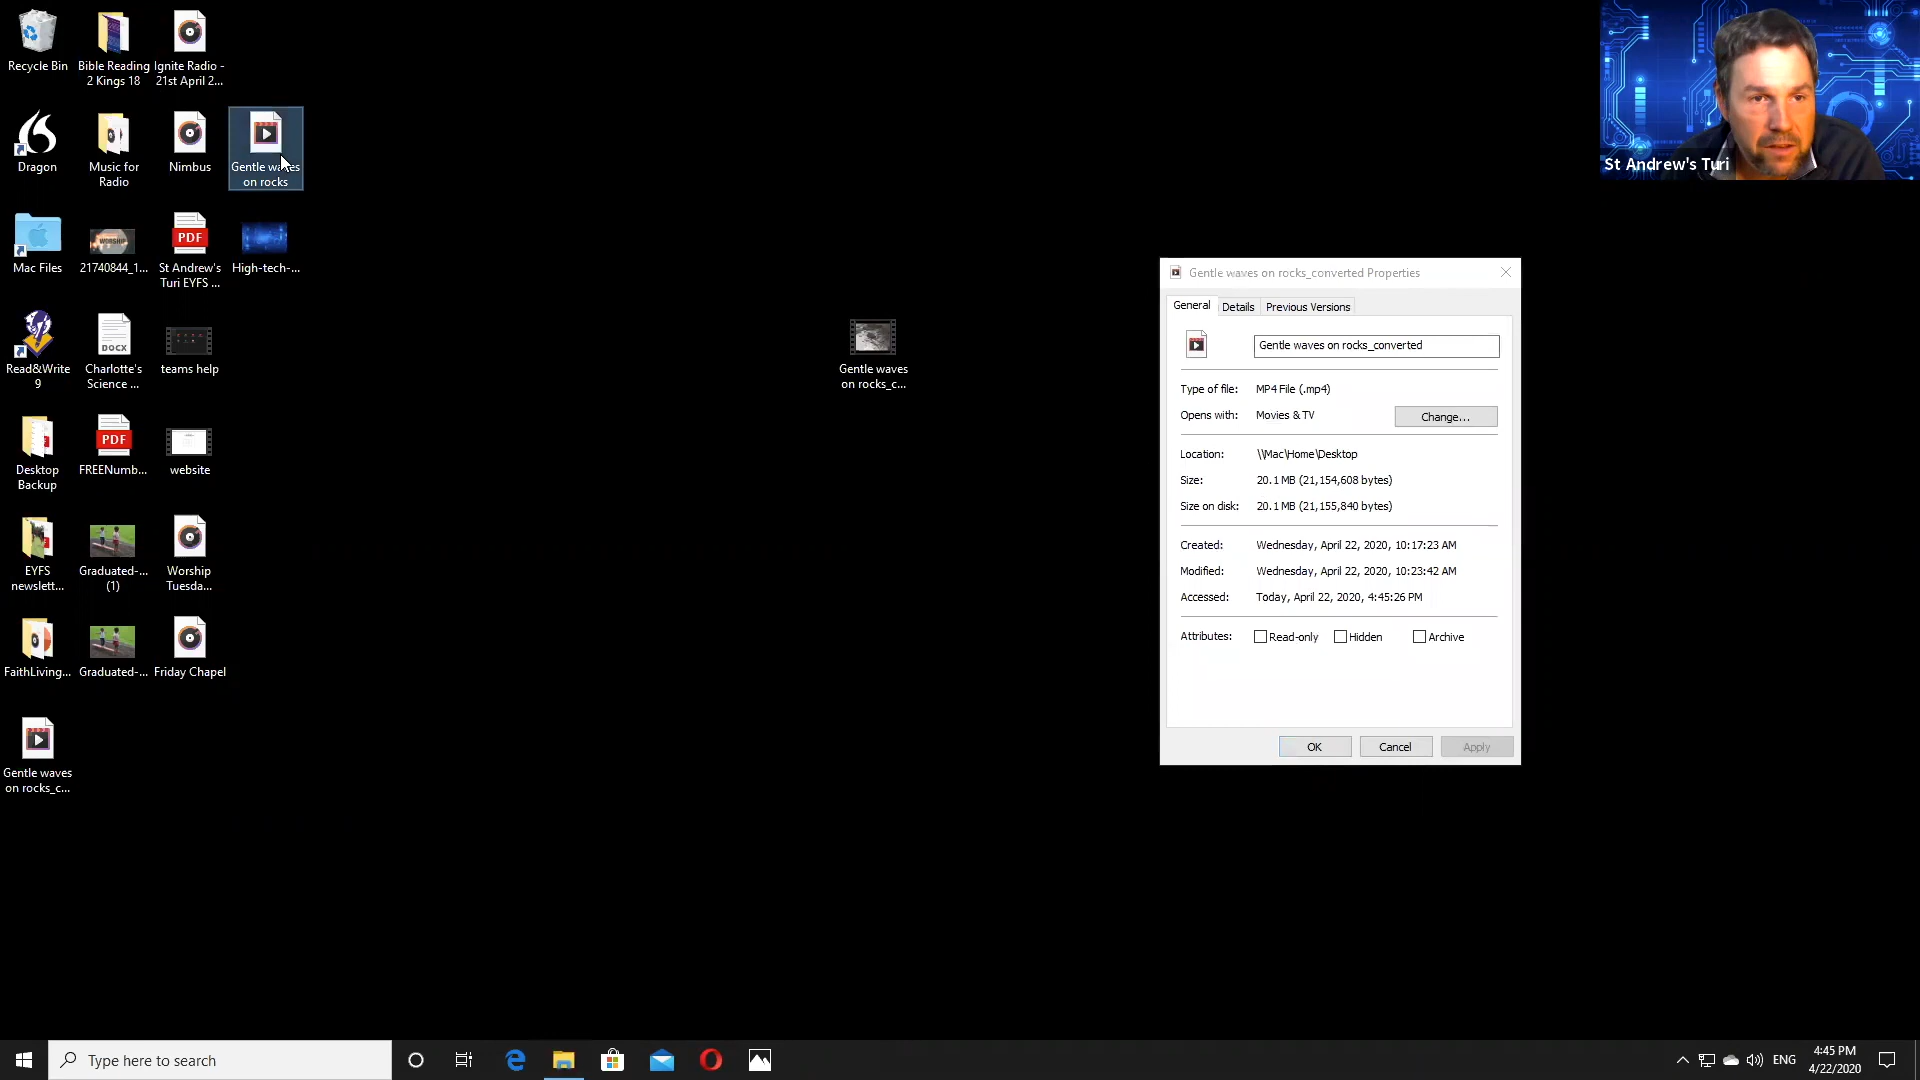 Recycle Bin
Bible Reading
2 Kings 18
Ignite Radio -
21st April 2...
Dragon
Music for
Radio
Nimbus
Gentle waves
on rocks
Mac Files
21740844_1...
PDF
St Andrew's
Turi EYFS ...
High-tech-...
Read&Write
9
DOCX
Charlotte's
Science ...
teams help
Desktop
Backup
PDF
FREENumb...
website
EYFS
newslett...
Graduated-...
(1)
Worship
Tuesda...
FaithLiving...
Graduated-...
Friday Chapel
Gentle waves
on rocks_c...
Gentle waves
on rocks_c...
St Andrew's Turi
Gentle waves on rocks_converted Properties
General
Details
Previous Versions
Gentle waves on rocks_converted
Type of file: MP4 File (.mp4)
Opens with: Movies & TV
Change...
Location: \\Mac\Home\Desktop
Size: 20.1 MB (21,154,608 bytes)
Size on disk: 20.1 MB (21,155,840 bytes)
Created: Wednesday, April 22, 2020, 10:17:23 AM
Modified: Wednesday, April 22, 2020, 10:23:42 AM
Accessed: Today, April 22, 2020, 4:45:26 PM
Attributes: Read-only Hidden Archive
OK
Cancel
Apply
Type here to search
ENG
4:45 PM
4/22/2020